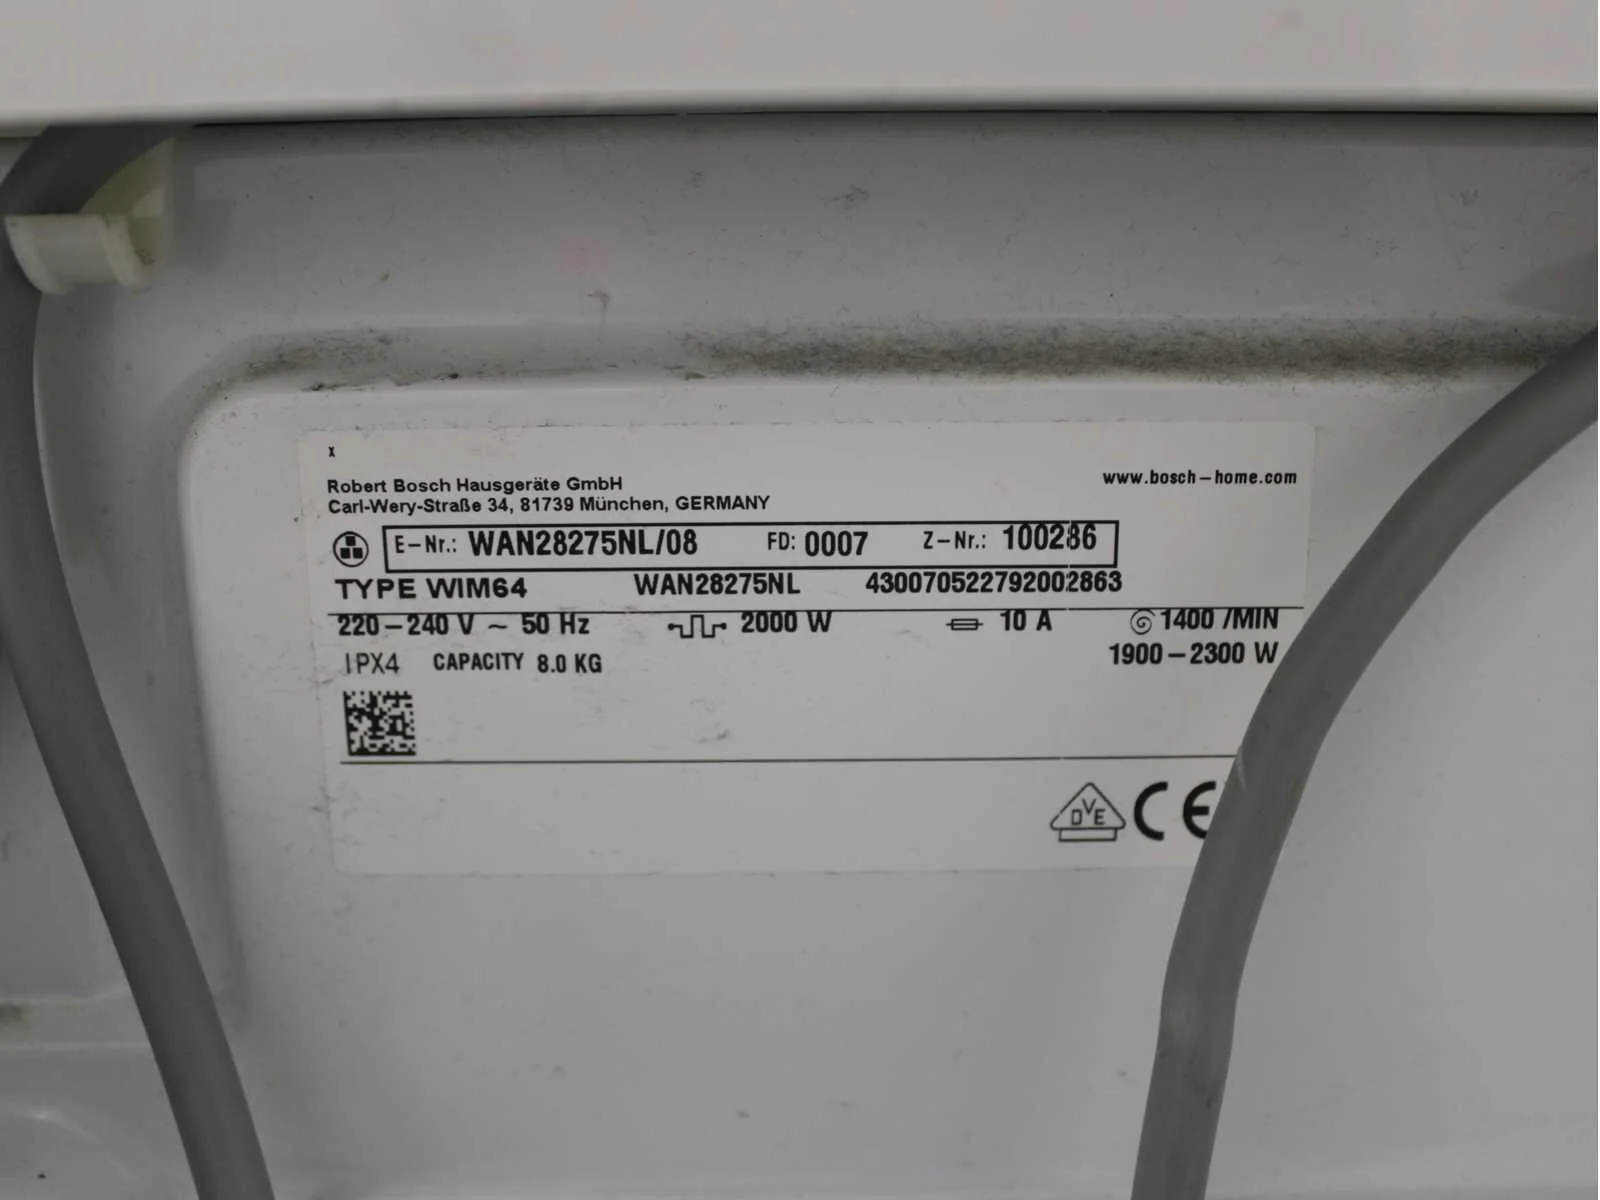 x
Robert Bosch Hausgeräte GmbH
Carl-Wery-Straße 34, 81739 München, GERMANY
www.bosch-home.com
E-Nr.: WAN28275NL/08 FD: 0007 Z-Nr.: 100286
TYPE WIM64 WAN28275NL 430070522792002863
220-240 V ~ 50 Hz 2000 W 10 A 1400 /MIN
IPX4 CAPACITY 8.0 KG 1900-2300 W
DVE CE